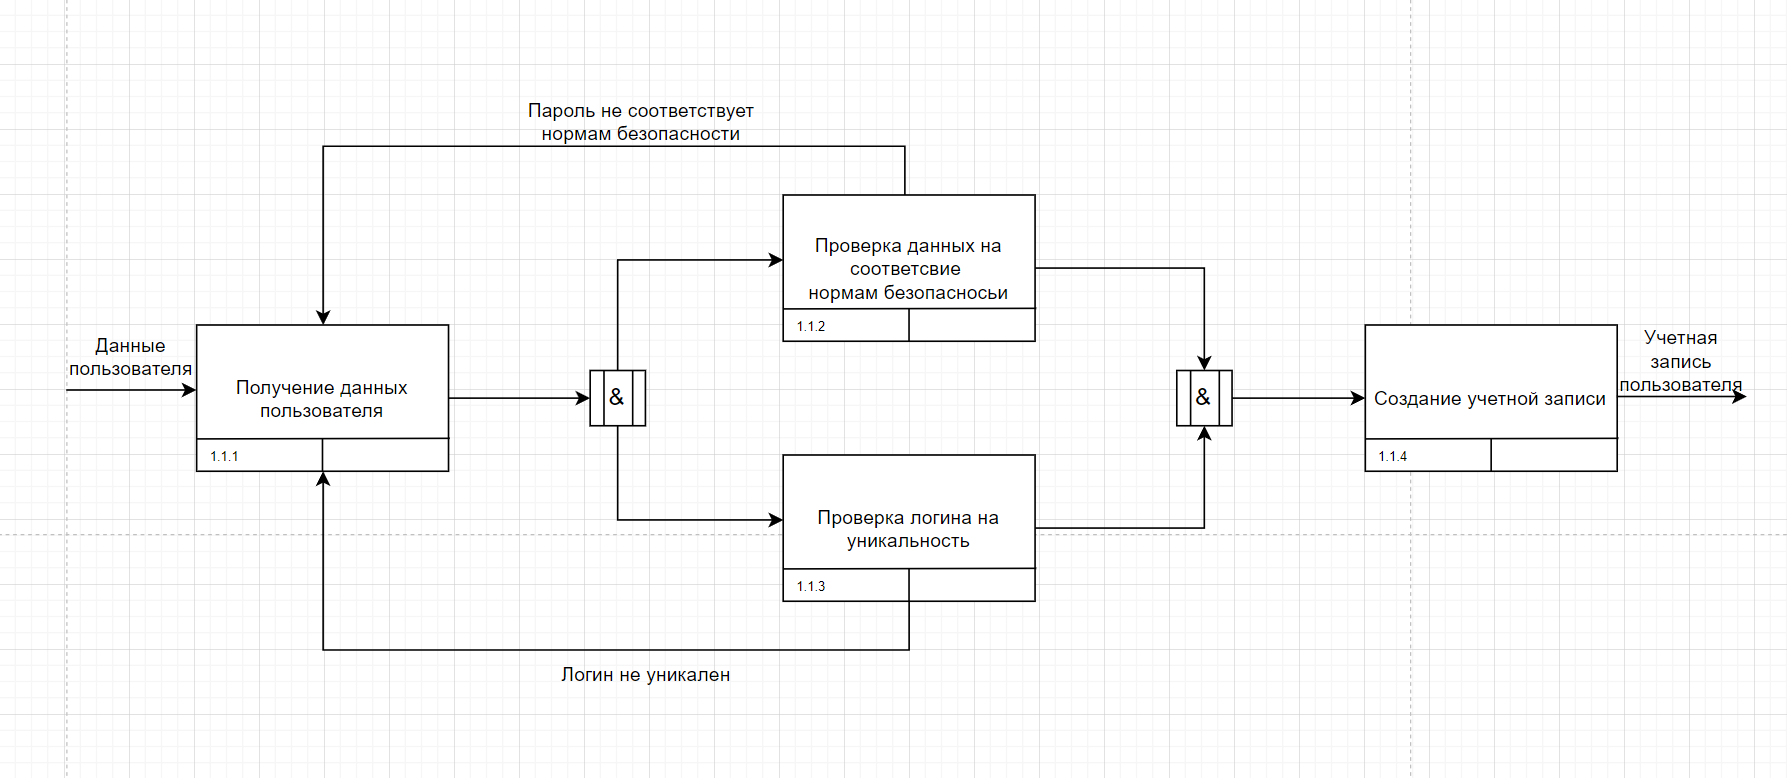 Пароль не соответствует
нормам безопасности
Проверка данных на
соответсвие
нормам безопасносьи
1.1.2
Данные
пользователя
Получение данных
пользователя
1.1.1
&
&
Создание учетной записи
1.1.4
Учетная
запись
пользователя
Проверка логина на
уникальность
1.1.3
Логин не уникален